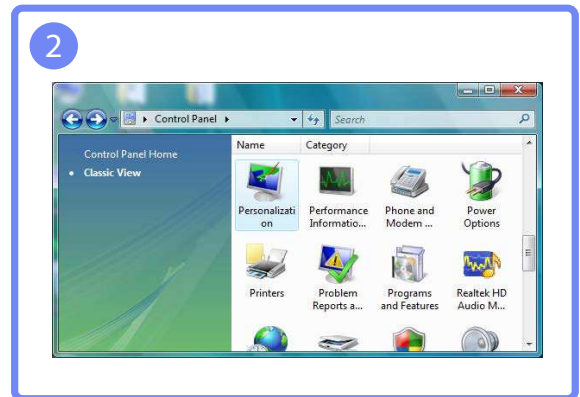 2
Control Panel
Search
Control Panel Home
Classic View
Name Category
Personalizati
on
Performance
Informatio...
Phone and
Modem ...
Power
Options
Printers
Problem
Reports a...
Programs
and Features
Realtek HD
Audio M...